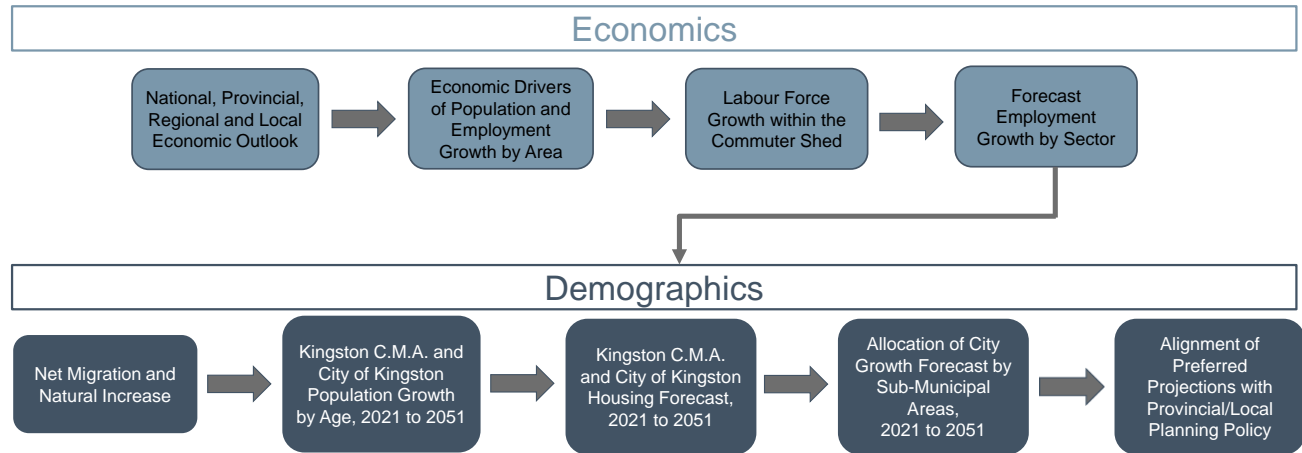 Economics
National, Provincial,
Regional and Local
Economic Outlook
Economic Drivers
of Population and
Employment
Growth by Area
Labour Force
Growth within the
Commuter Shed
Forecast
Employment
Growth by Sector
Demographics
Net Migration and
Natural Increase
Kingston C.M.A. and
City of Kingston
Population Growth
by Age, 2021 to 2051
Kingston C.M.A.
and City of Kingston
Housing Forecast,
2021 to 2051
Allocation of City
Growth Forecast by
Sub-Municipal
Areas,
2021 to 2051
Alignment of
Preferred
Projections with
Provincial/Local
Planning Policy